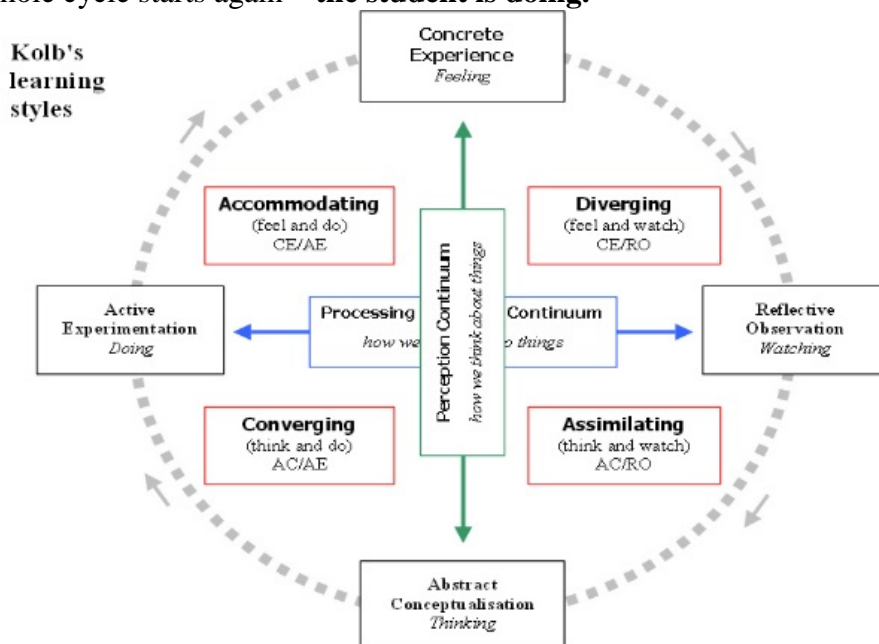 hole cycle starts again – the student is doing.
Kolb's
learning
styles
Concrete
Experience
Feeling
Accommodating
(feel and do)
CE/AE
Diverging
(feel and watch)
CE/RO
Active
Experimentation
Doing
Processing Continuum
how we o things
Perception Continuum
how we think about things
Reflective
Observation
Watching
Converging
(think and do)
AC/AE
Assimilating
(think and watch)
AC/RO
Abstract
Conceptualisation
Thinking